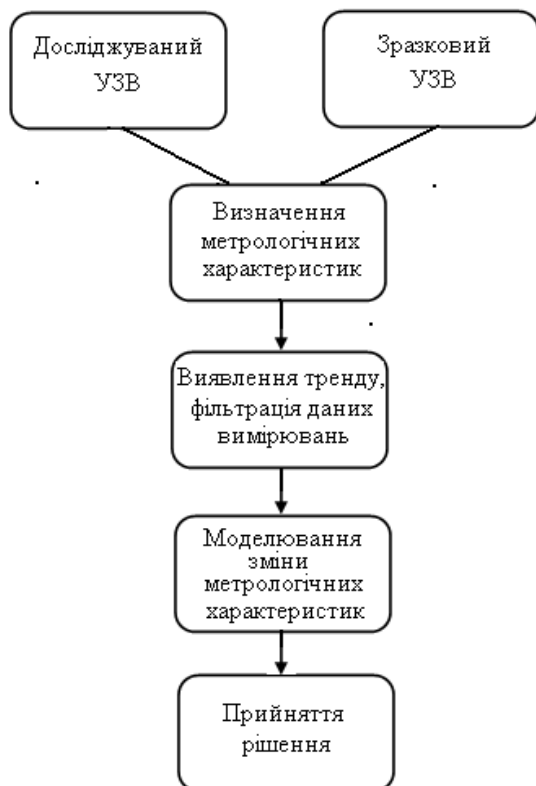 Досліджуваний
УЗВ
Зразковий
УЗВ
Визначення
метрологічних
характеристик
Виявлення тренду,
фільтрація даних
вимірювань
Моделювання
зміни
метрологічних
характеристик
Прийняття
рішення